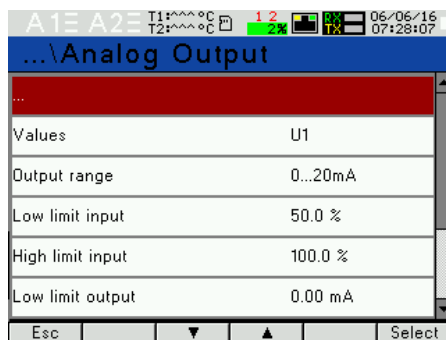 A1Ξ A2Ξ T1:^^^°C 1 2 RX 06/06/16
T2:^^^°C 2% TX 07:28:07
...\Analog Output
...
Values U1
Output range 0...20mA
Low limit input 50.0 %
High limit input 100.0 %
Low limit output 0.00 mA
Esc ▼ ▲ Select